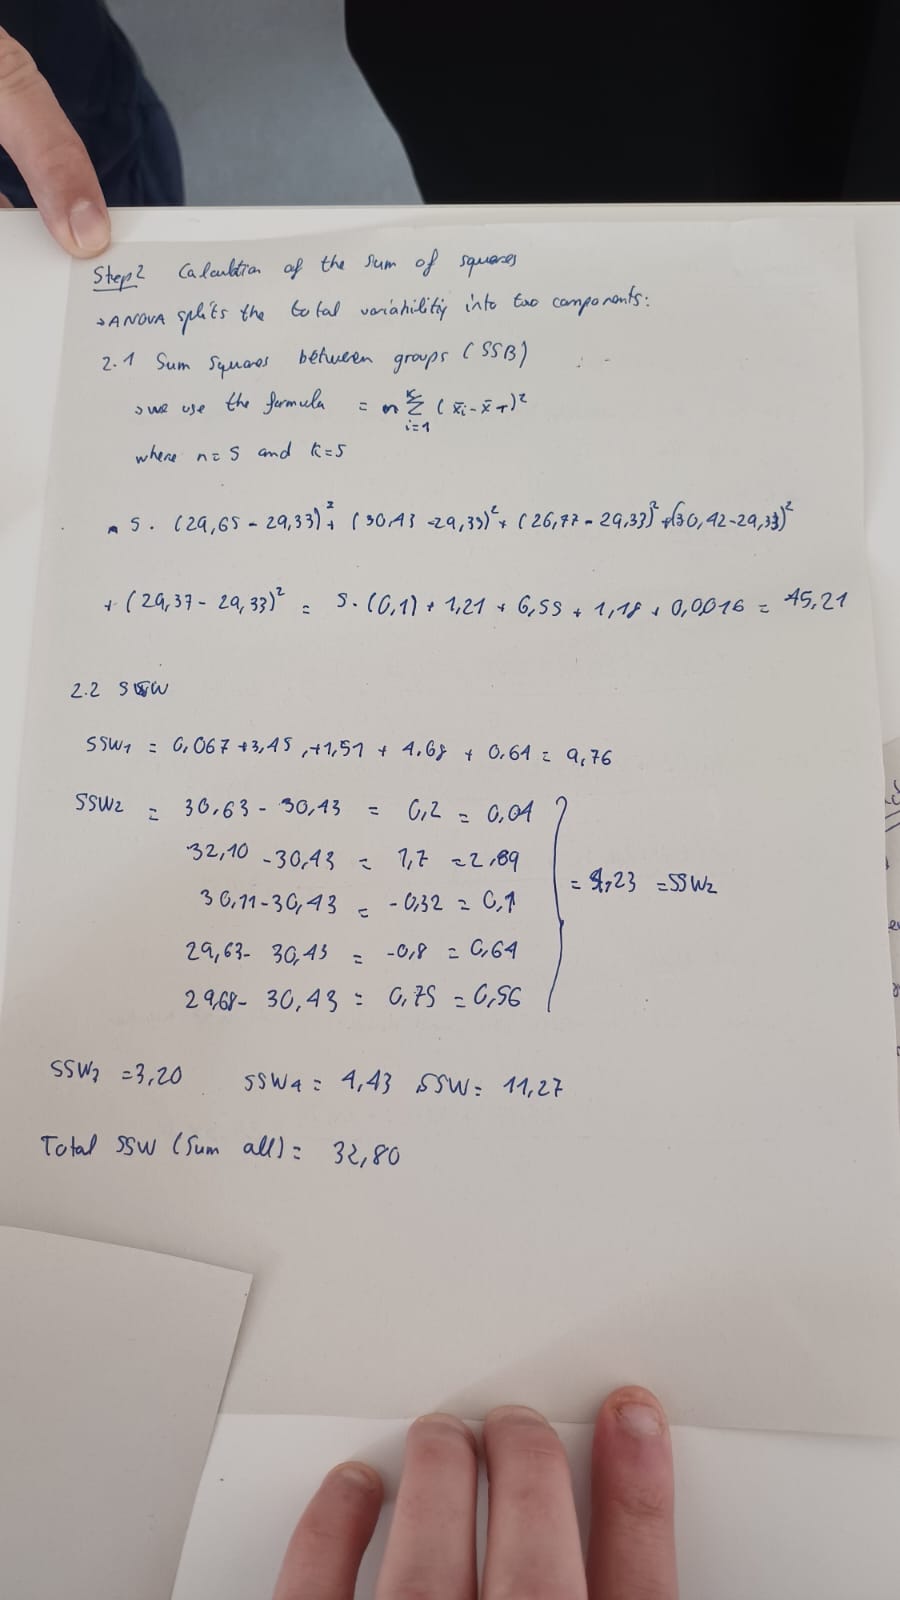 Step 2 Calculation of the sum of squares
→ ANOVA splits the total variability into two components:
2.1 Sum Squares between groups (SSB)
→ we use the formula = n Σ (x̄i - x̄T)²
K
i=1
where n=5 and K=5
5. (29,65 - 29,33)² + (30,43 - 29,33)² + (26,77 - 29,33)² + (30,42 - 29,33)²
+ (29,37 - 29,33)² = 5. (0,1) + 1,21 + 6,55 + 1,18 + 0,0016 = 45,21
2.2 SSW
SSW1 = 0,067 + 3,45 + 1,51 + 4,68 + 0,64 = 9,76
SSW2 = 30,63 - 30,43 = 0,2 = 0,04
32,10 - 30,43 = 1,7 = 2,89
30,11 - 30,43 = -0,32 = 0,1
29,63 - 30,43 = -0,8 = 0,64
29,68 - 30,43 = 0,75 = 0,56
= 4,23 = SSW2
SSW3 = 3,20 SSW4 = 4,43 SSW = 11,27
Total SSW (Sum all) = 32,80